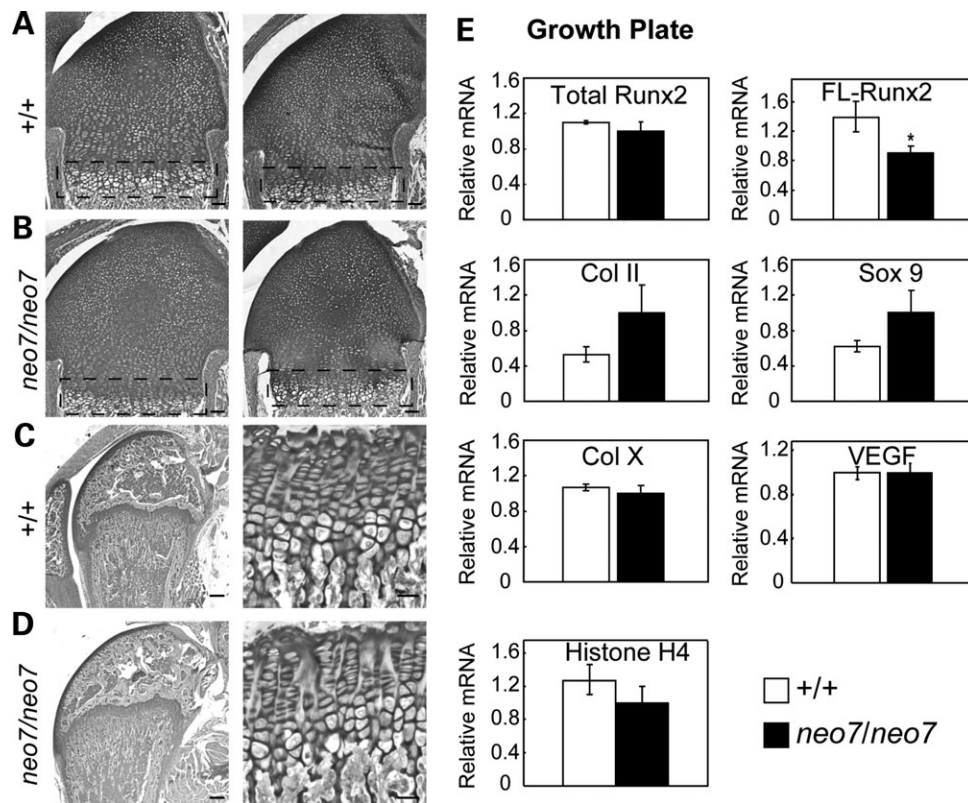 A
+/+
B
neo7/neo7
C
+/+
D
neo7/neo7
E Growth Plate
Relative mRNA
1.6
1.2
0.8
0.4
0
Total Runx2
Relative mRNA
1.6
1.2
0.8
0.4
0
FL-Runx2
*
Relative mRNA
1.6
1.2
0.8
0.4
0
Col II
Relative mRNA
1.6
1.2
0.8
0.4
0
Sox 9
Relative mRNA
1.6
1.2
0.8
0.4
0
Col X
Relative mRNA
1.6
1.2
0.8
0.4
0
VEGF
Relative mRNA
1.6
1.2
0.8
0.4
0
Histone H4
+/+
neo7/neo7